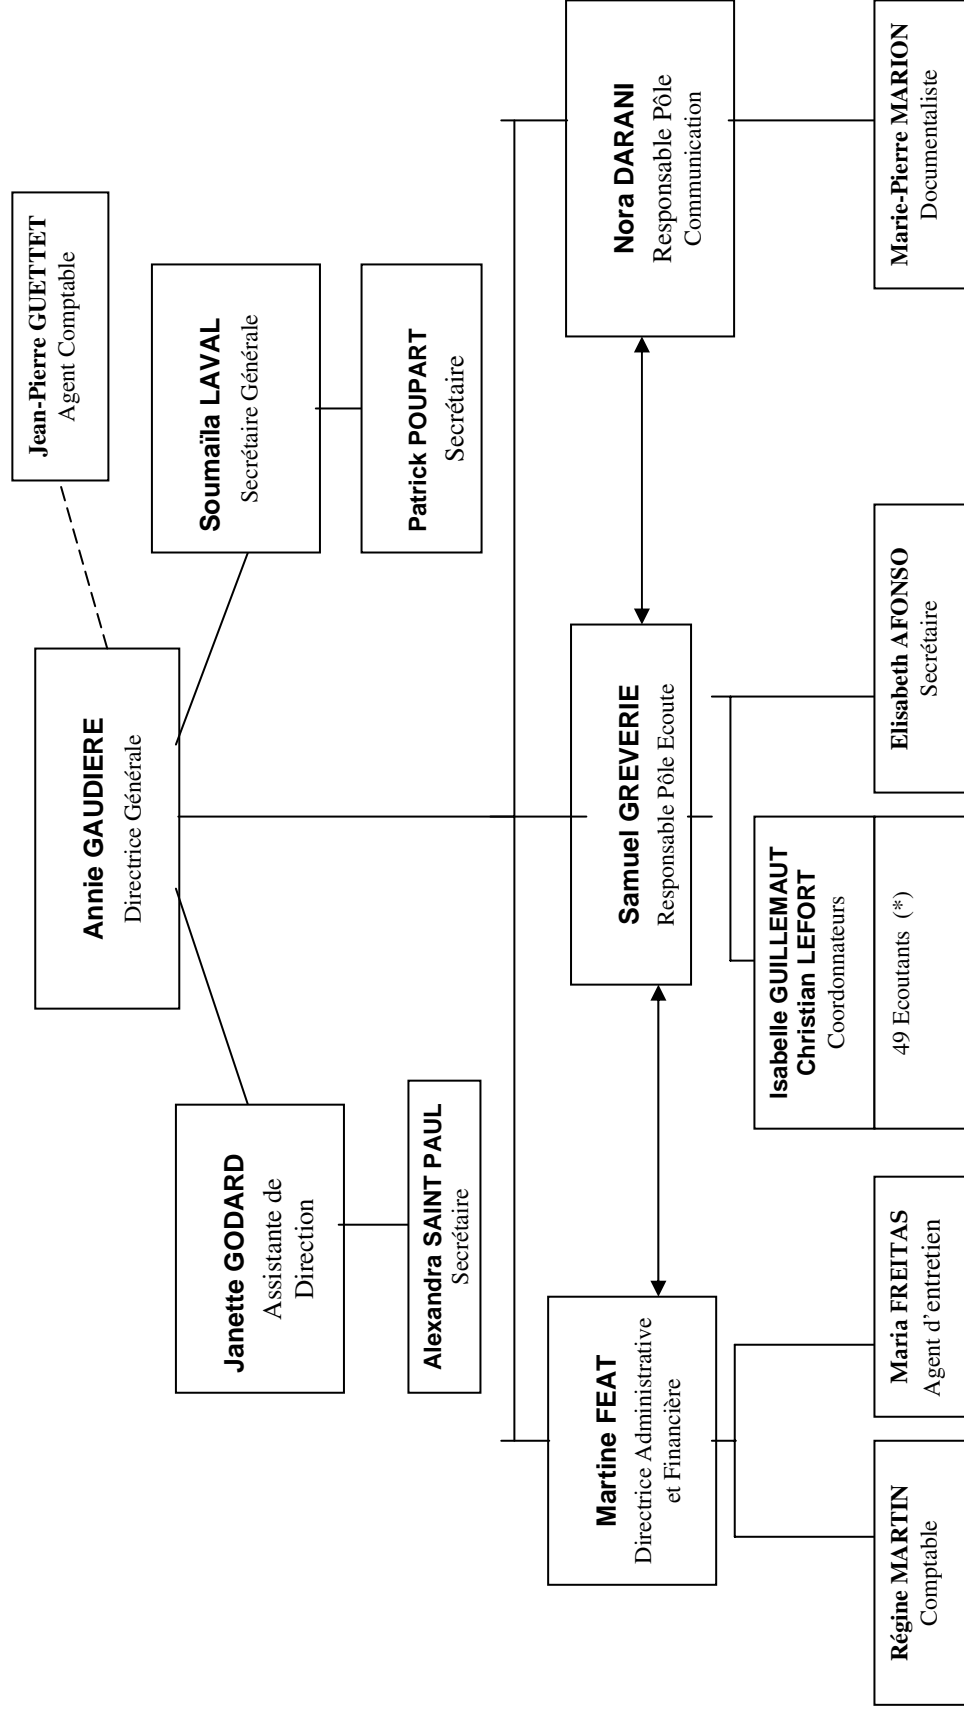 Jean-Pierre GUETTET
Agent Comptable
Annie GAUDIERE
Directrice Générale
Soumaïla LAVAL
Secrétaire Générale
Janette GODARD
Assistante de
Direction
Patrick POUPART
Secrétaire
Alexandra SAINT PAUL
Secrétaire
Martine FEAT
Directrice Administrative
et Financière
Samuel GREVERIE
Responsable Pôle Ecoute
Nora DARANI
Responsable Pôle
Communication
Isabelle GUILLEMAUT
Christian LEFORT
Coordonnateurs
Régine MARTIN
Comptable
Maria FREITAS
Agent d’entretien
49 Ecoutants (*)
Elisabeth AFONSO
Secrétaire
Marie-Pierre MARION
Documentaliste